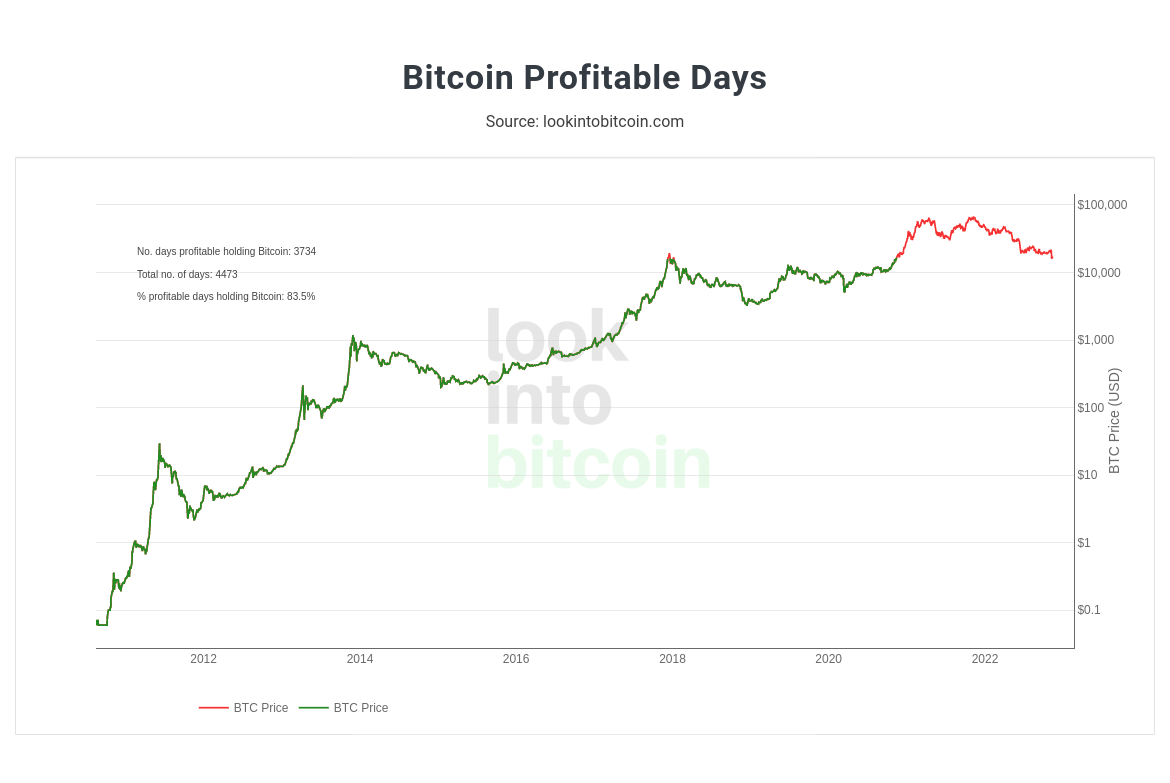 Bitcoin Profitable Days
Source: lookintobitcoin.com
No. days profitable holding Bitcoin: 3734
Total no. of days: 4473
% profitable days holding Bitcoin: 83.5%
look
into
bitcoin
$100,000
$10,000
$1,000
$100
$10
$1
$0.1
BTC Price (USD)
2012 2014 2016 2018 2020 2022
BTC Price BTC Price